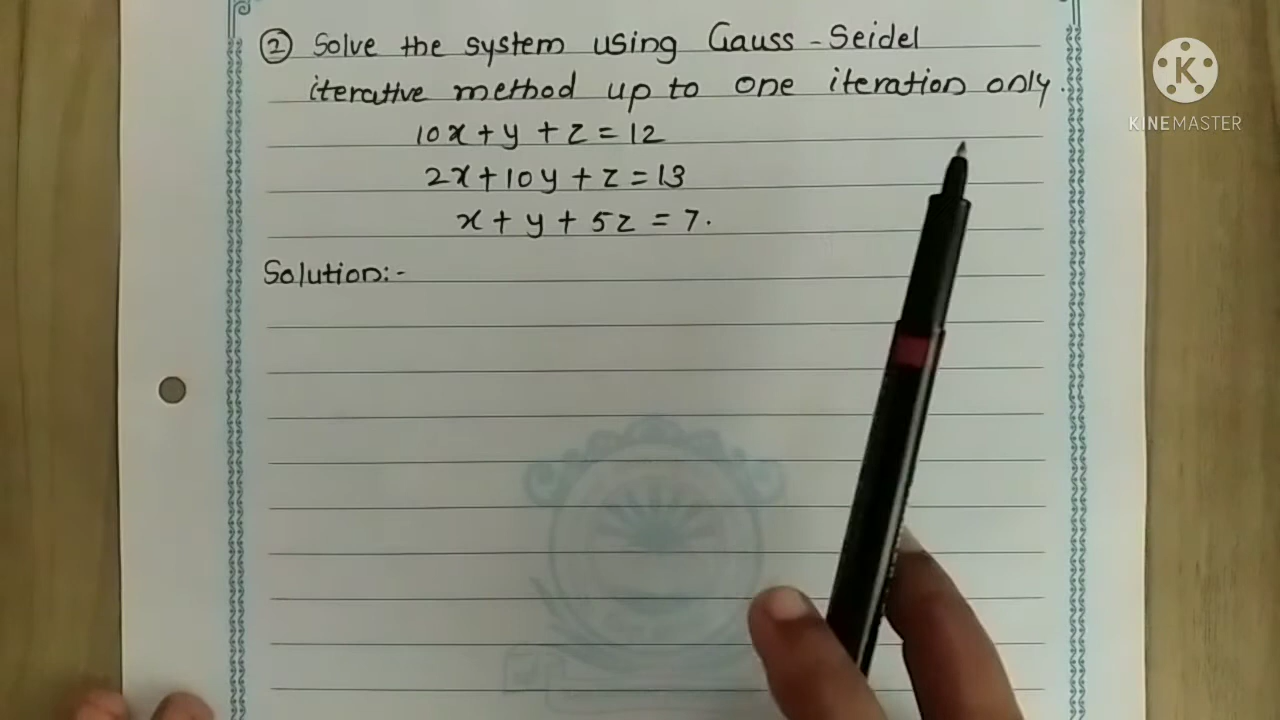 ② Solve the system using Gauss-Seidel
iterative method up to one iteration only.
10x + y + z = 12
2x + 10y + z = 13
x + y + 5z = 7.
Solution:-
K
KINEMASTER